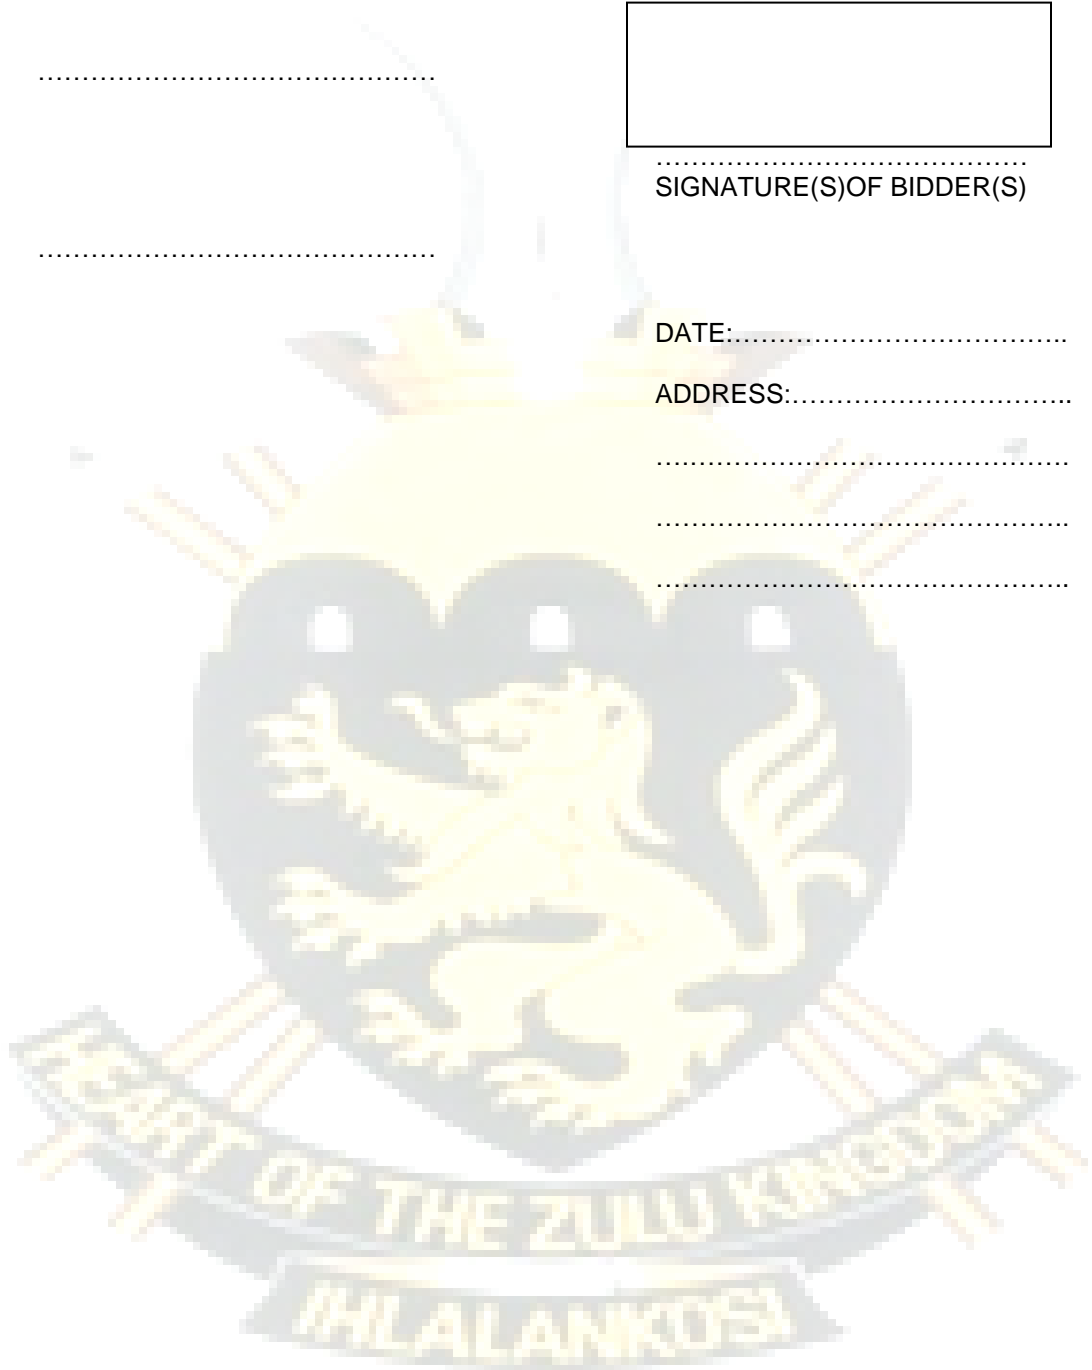 …………………………………………
………………………………………
SIGNATURE(S)OF BIDDER(S)
…………………………………………
DATE:…………………………………..
ADDRESS:…………………………..
……………………………………….
……………………………………….
……………………………………….
HEART OF THE ZULU KINGDOM
IHLALANKOSI